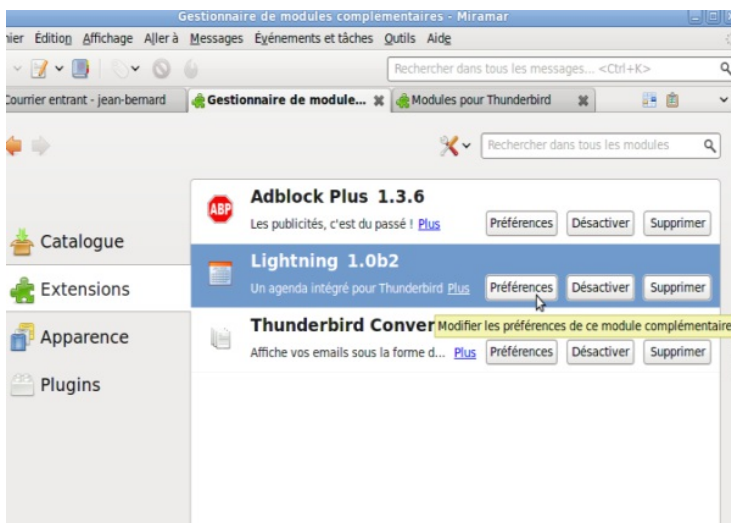 Gestionnaire de modules complémentaires - Miramar
hier Édition Affichage Aller à Messages Événements et tâches Outils Aide
Rechercher dans tous les messages... <Ctrl+K>
Courrier entrant - jean-bernard Gestionnaire de module... Modules pour Thunderbird
Rechercher dans tous les modules
Catalogue
Extensions
Apparence
Plugins
ABP
Adblock Plus 1.3.6
Les publicités, c'est du passé ! Plus Préférences Désactiver Supprimer
Lightning 1.0b2
Un agenda intégré pour Thunderbird Plus Préférences Désactiver Supprimer
Thunderbird Conver Modifier les préférences de ce module complémentaire
Affiche vos emails sous la forme d... Plus Préférences Désactiver Supprimer